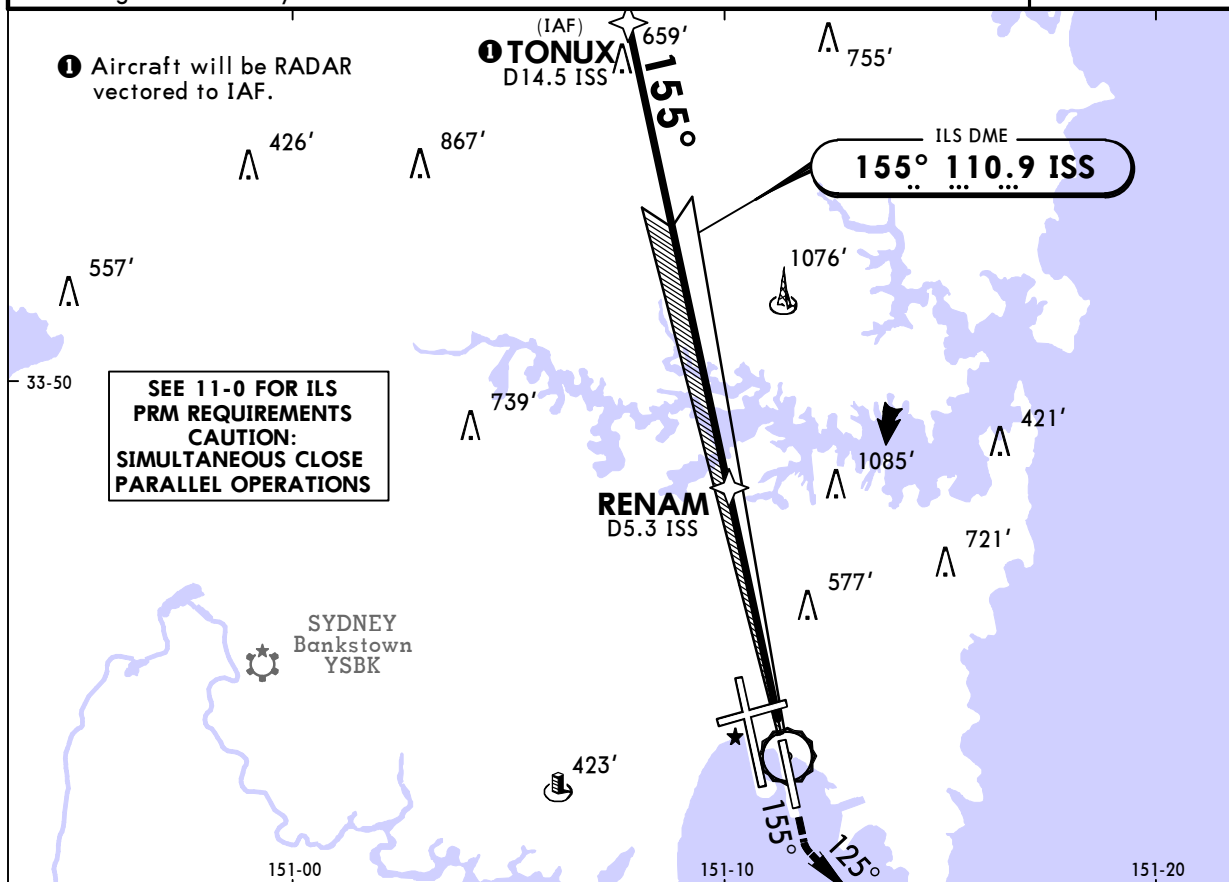 (IAF)
❶ TONUX
D14.5 ISS
659'
755'
❶ Aircraft will be RADAR
vectored to IAF.
155°
426'
867'
ILS DME
155° 110.9 ISS
557'
1076'
33-50
SEE 11-0 FOR ILS
PRM REQUIREMENTS
CAUTION:
SIMULTANEOUS CLOSE
PARALLEL OPERATIONS
739'
421'
1085'
RENAM
D5.3 ISS
721'
577'
SYDNEY
Bankstown
YSBK
423'
155°
125°
151-00
151-10
151-20